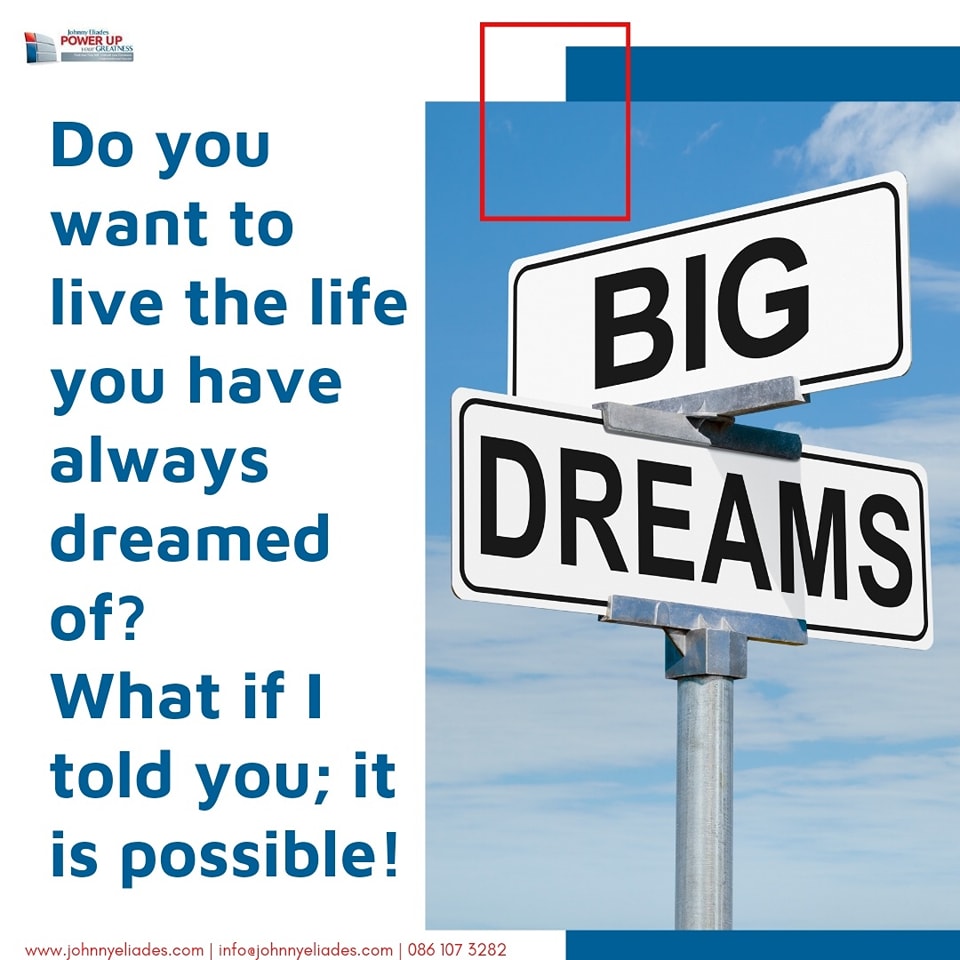 Johnny Eliades
POWER UP
your GREATNESS
Do you
want to
live the life
you have
always
dreamed
of?
What if I
told you; it
is possible!
BIG
DREAMS
www.johnnyeliades.com | info@johnnyeliades.com | 086 107 3282